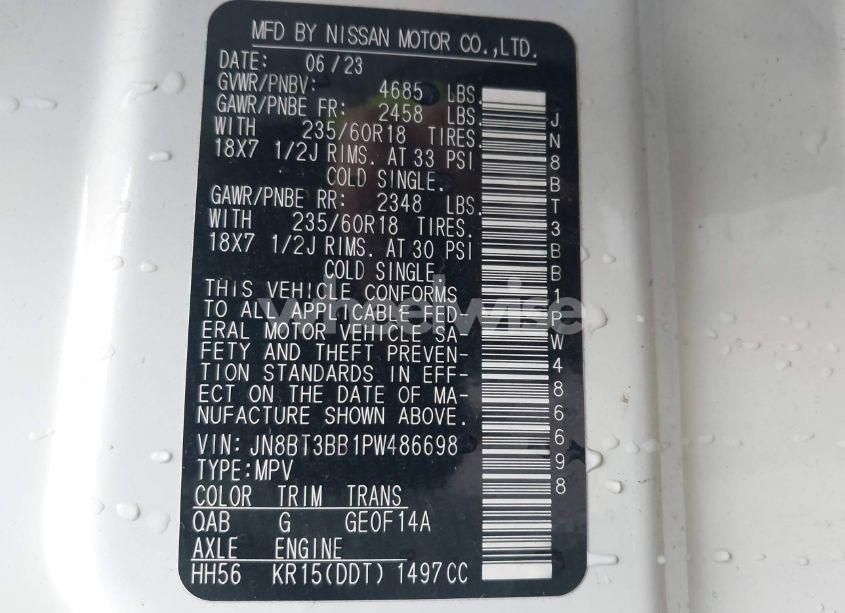 MFD BY NISSAN MOTOR CO.,LTD.
DATE: 06/23
GVWR/PNBV: 4685 LBS.
GAWR/PNBE FR: 2458 LBS.
WITH 235/60R18 TIRES.
18X7 1/2J RIMS. AT 33 PSI
COLD SINGLE.
GAWR/PNBE RR: 2348 LBS.
WITH 235/60R18 TIRES.
18X7 1/2J RIMS. AT 30 PSI
COLD SINGLE.
THIS VEHICLE CONFORMS
TO ALL APPLICABLE FED-
ERAL MOTOR VEHICLE SA-
FETY AND THEFT PREVEN-
TION STANDARDS IN EFF-
ECT ON THE DATE OF MA-
NUFACTURE SHOWN ABOVE.
VIN: JN8BT3BB1PW486698
TYPE:MPV
COLOR TRIM TRANS
QAB G GE0F14A
AXLE ENGINE
HH56 KR15(DDT) 1497CC
JN8BT3BB1PW486698
wheelwise